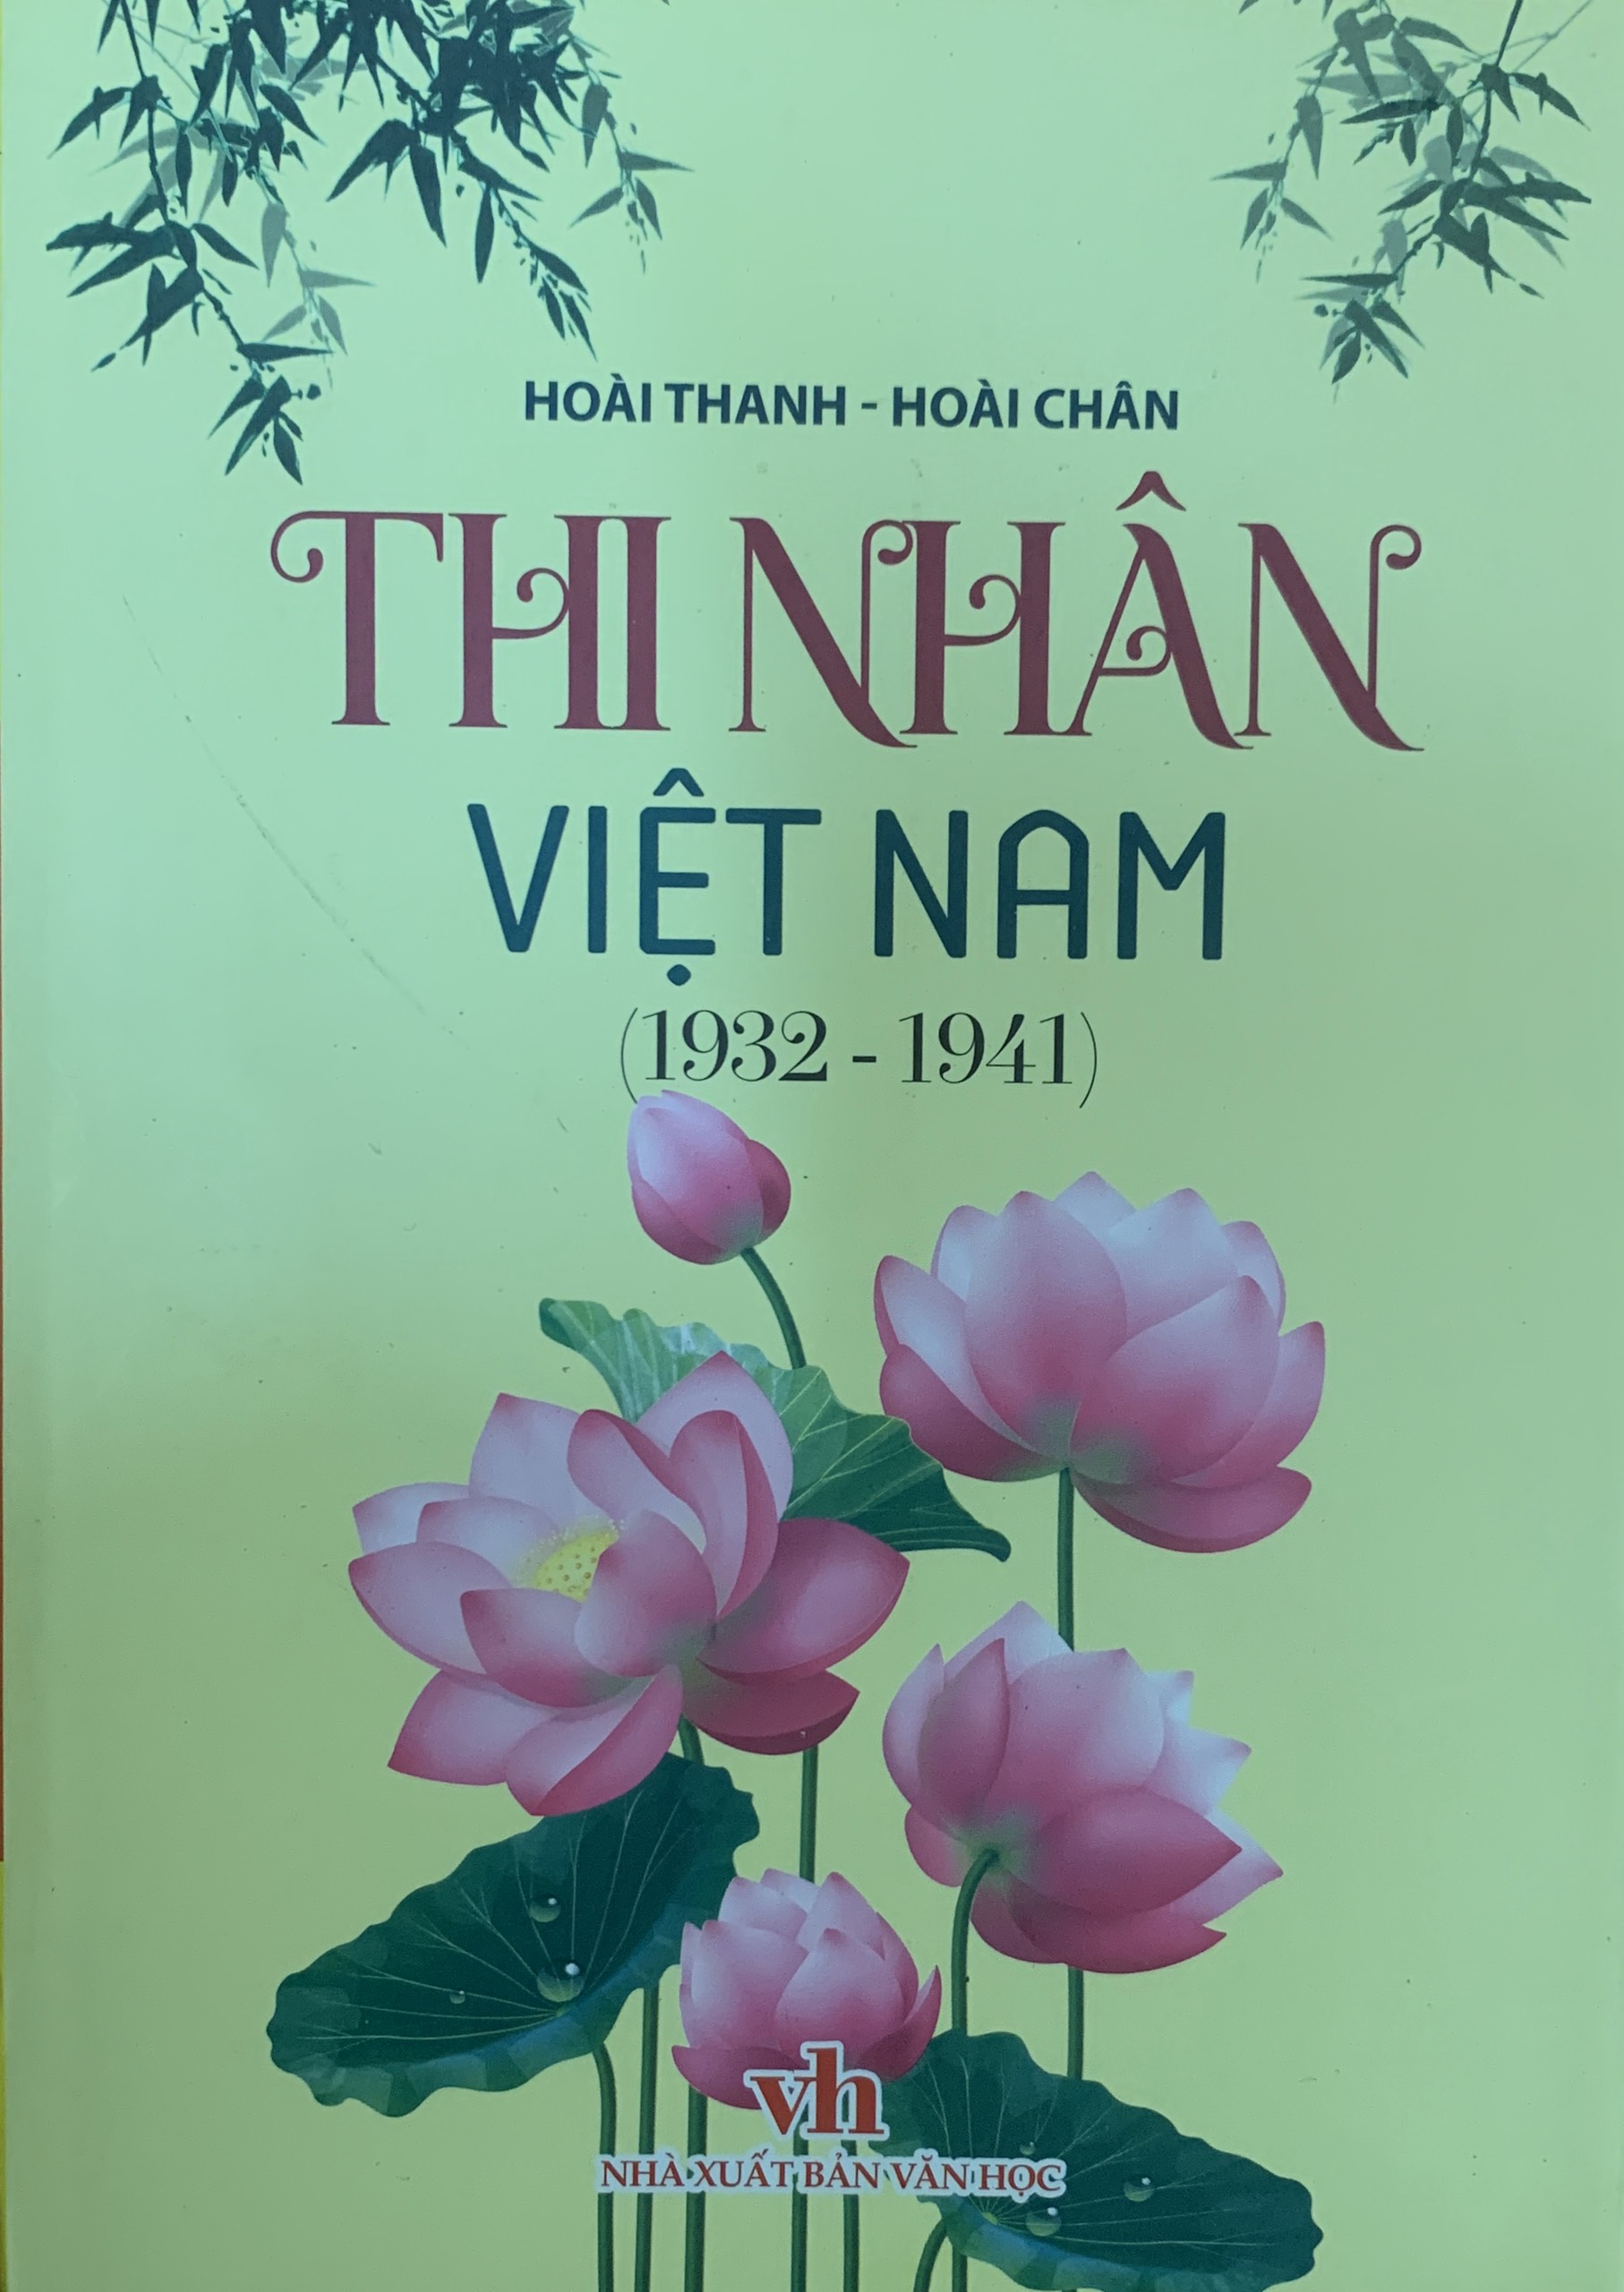 HOÀI THANH - HOÀI CHÂN
THI NHÂN
VIỆT NAM
(1932 - 1941)
vh
NHÀ XUẤT BẢN VĂN HỌC